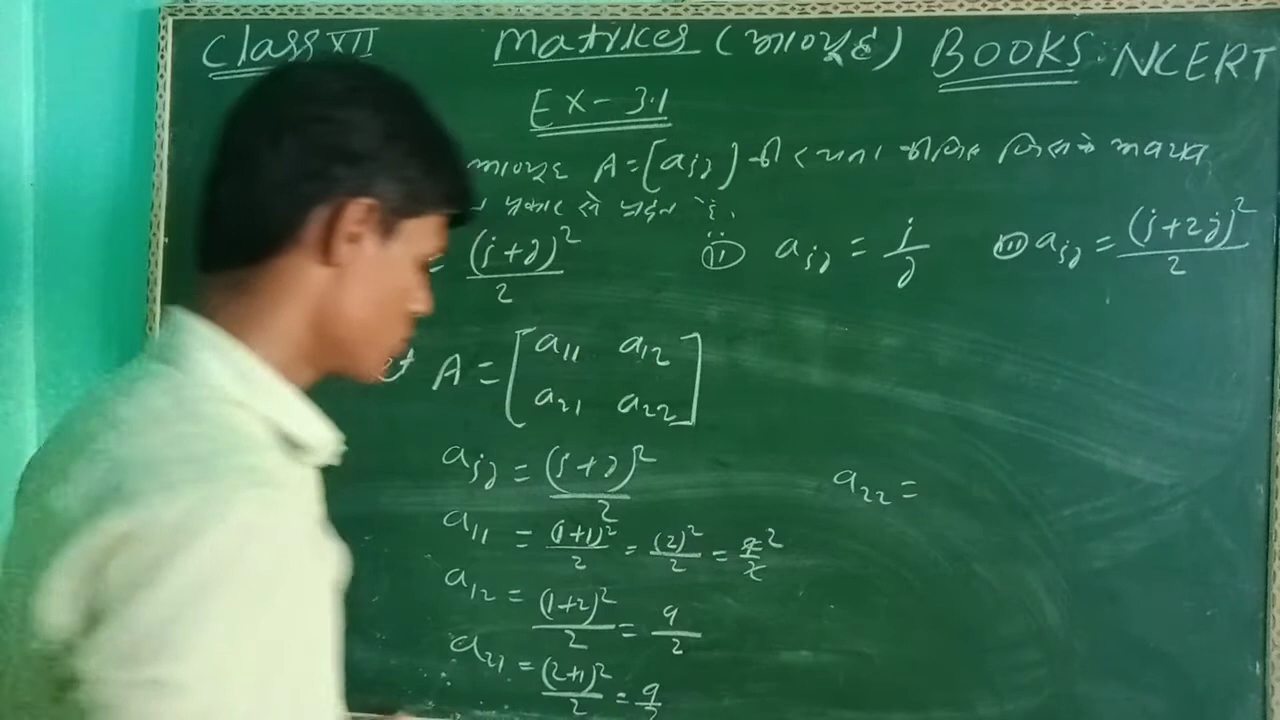 Class XII Matrices (आव्यूह) BOOKS: NCERT
EX-3.1
आव्यूह A=[aij] की रचना कीजिए जिसके अवयव
प्रकार से प्रदत्त हैं.
= (i+j)²/2 (ii) aij = i/j (iii) aij = (i+2j)²/2
A = [a11 a12
a21 a22]
aij = (i+j)²/2
a22 =
a11 = (1+1)²/2 = (2)²/2 = 4/2 2
a12 = (1+2)²/2 = 9/2
a21 = (2+1)²/2 = 9/2